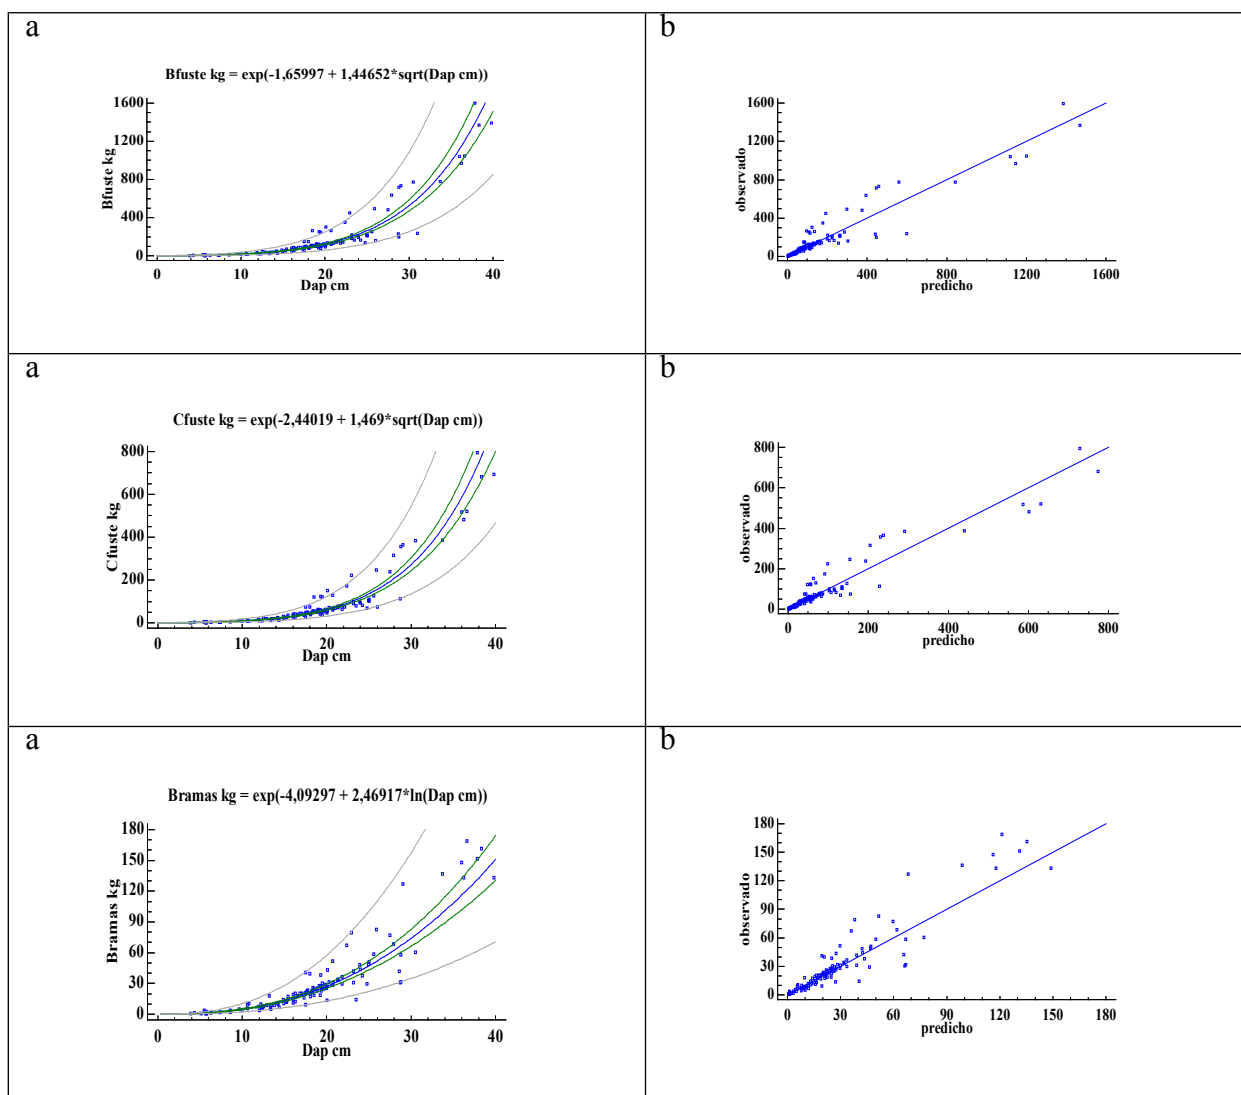 a
Bfuste kg = exp(-1,65997 + 1,44652*sqrt(Dap cm))
Bfuste kg
1600
1200
800
400
0
0 10 20 30 40
Dap cm
b
observado
1600
1200
800
400
0
0 400 800 1200 1600
predicho
a
Cfuste kg = exp(-2,44019 + 1,469*sqrt(Dap cm))
Cfuste kg
800
600
400
200
0
0 10 20 30 40
Dap cm
b
observado
800
600
400
200
0
0 200 400 600 800
predicho
a
Bramas kg = exp(-4,09297 + 2,46917*ln(Dap cm))
Bramas kg
180
150
120
90
60
30
0
0 10 20 30 40
Dap cm
b
observado
180
150
120
90
60
30
0
0 30 60 90 120 150 180
predicho